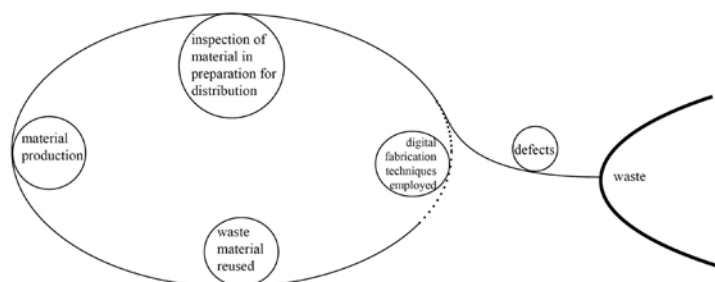 inspection of
material in
preparation for
distribution
material
production
digital
fabrication
techniques
employed
defects
waste
waste
material
reused